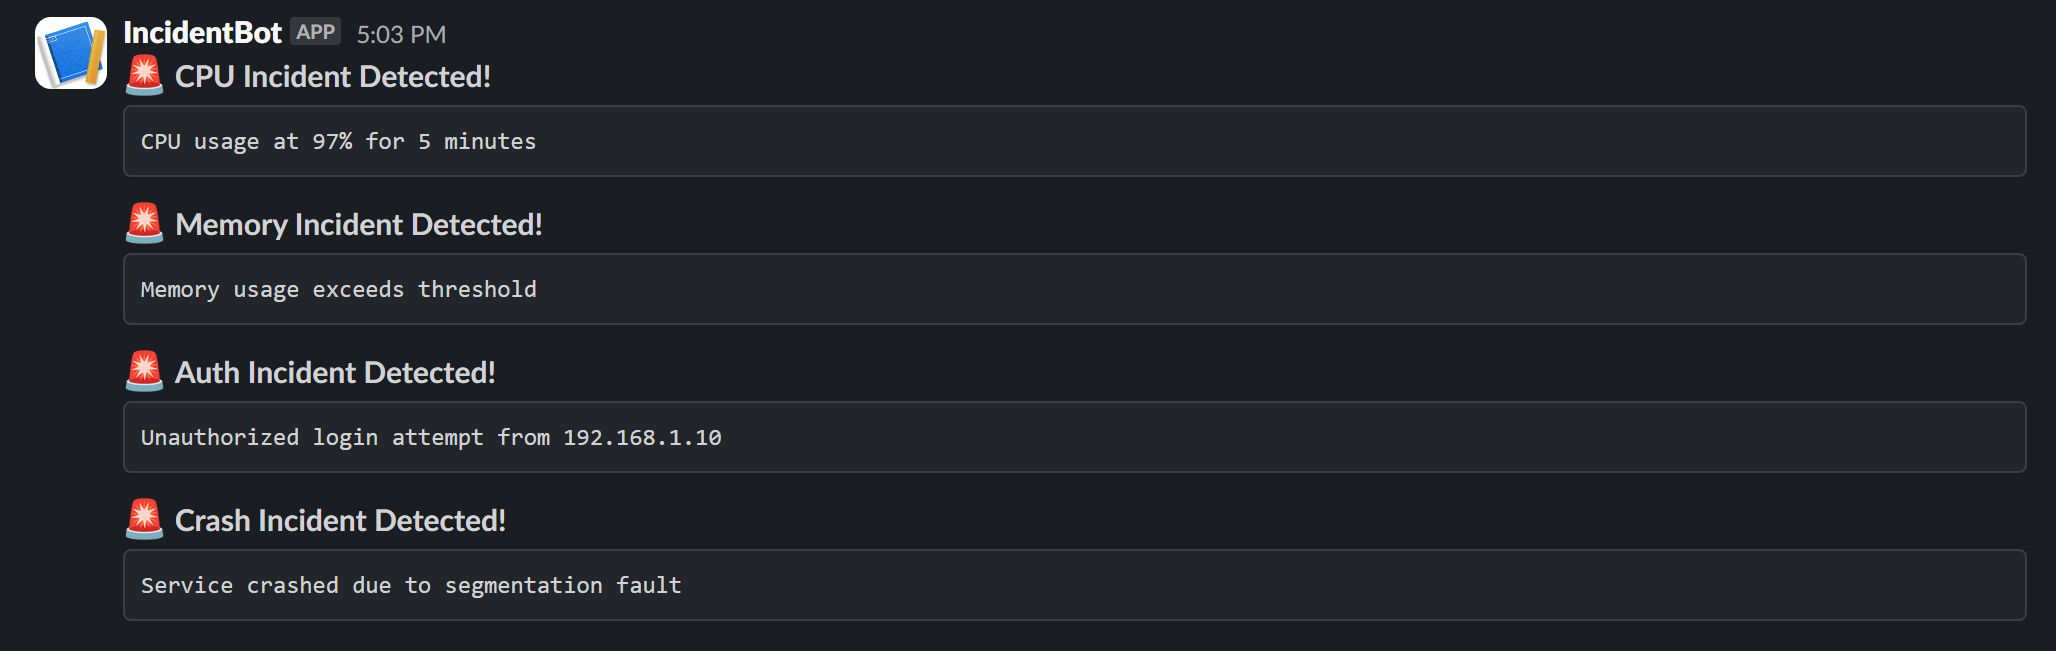 IncidentBot APP 5:03 PM
🚨 CPU Incident Detected!
CPU usage at 97% for 5 minutes
🚨 Memory Incident Detected!
Memory usage exceeds threshold
🚨 Auth Incident Detected!
Unauthorized login attempt from 192.168.1.10
🚨 Crash Incident Detected!
Service crashed due to segmentation fault